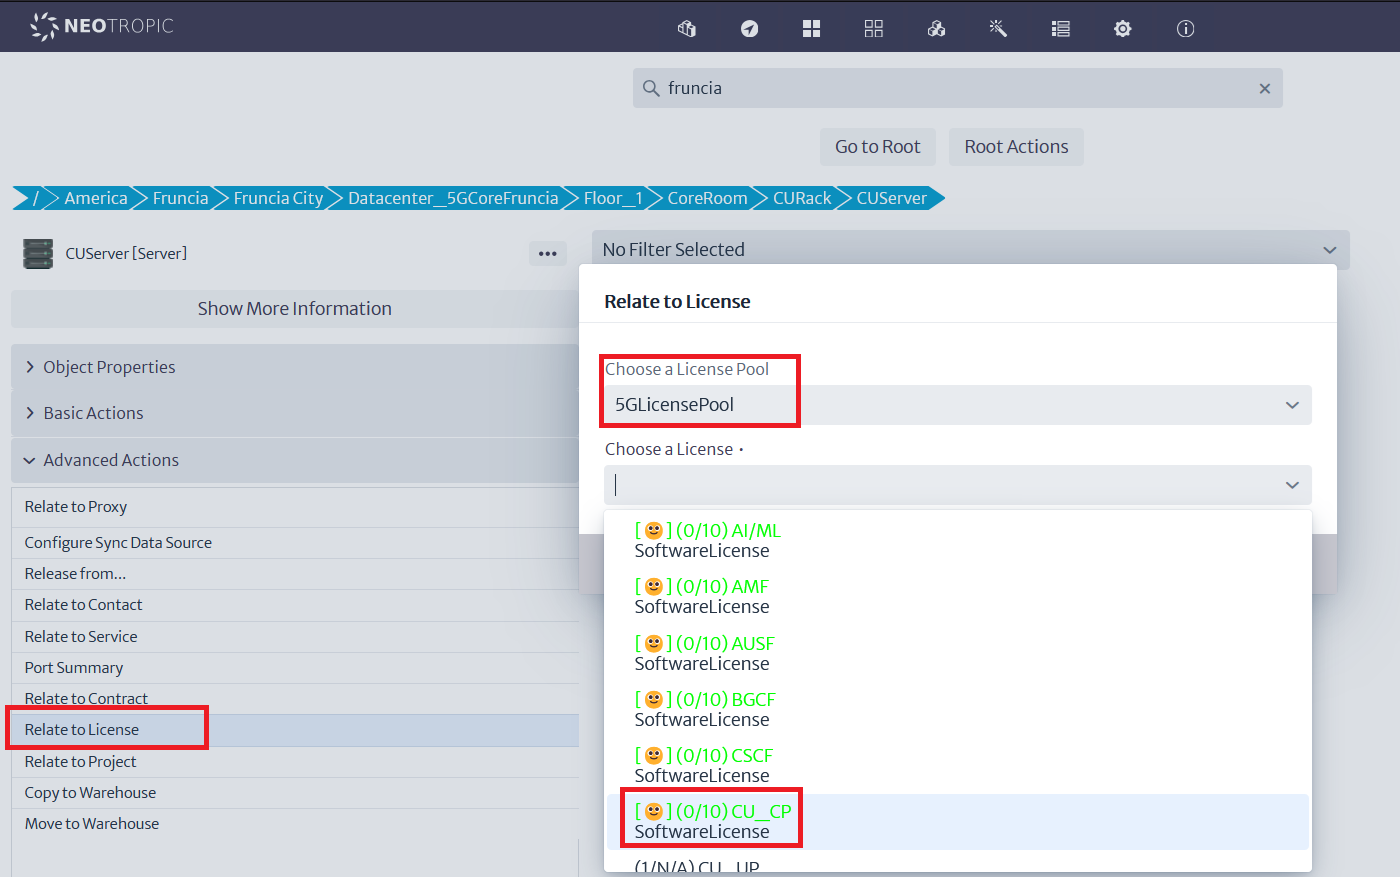 NEOTROPIC
fruncia
Go to Root
Root Actions
/ America Fruncia Fruncia City Datacenter_5GCoreFruncia Floor_1 CoreRoom CURack CUServer
CUServer [Server]
No Filter Selected
Show More Information
Object Properties
Basic Actions
Advanced Actions
Relate to Proxy
Configure Sync Data Source
Release from...
Relate to Contact
Relate to Service
Port Summary
Relate to Contract
Relate to License
Relate to Project
Copy to Warehouse
Move to Warehouse
Relate to License
Choose a License Pool
5GLicensePool
Choose a License •
[🙂] (0/10) AI/ML
SoftwareLicense
[🙂] (0/10) AMF
SoftwareLicense
[🙂] (0/10) AUSF
SoftwareLicense
[🙂] (0/10) BGCF
SoftwareLicense
[🙂] (0/10) CSCF
SoftwareLicense
[🙂] (0/10) CU_CP
SoftwareLicense
(1/N/A) CU_UP